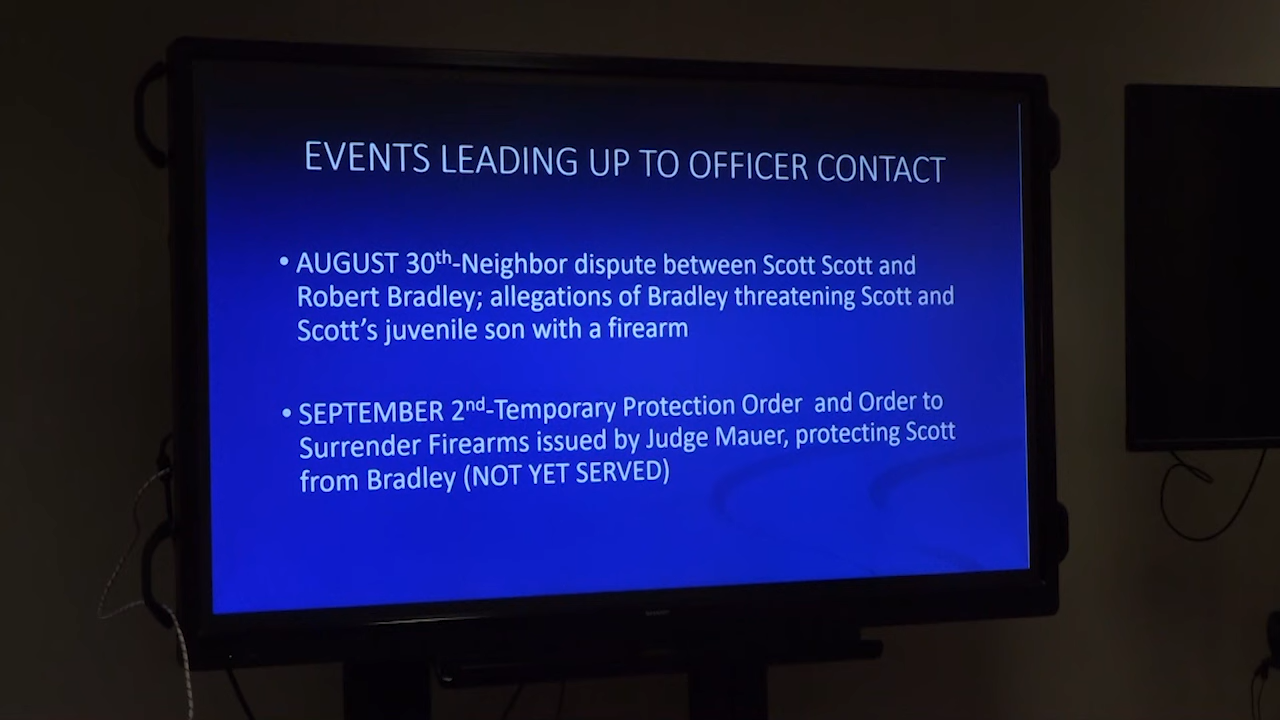 EVENTS LEADING UP TO OFFICER CONTACT
• AUGUST 30th-Neighbor dispute between Scott Scott and
Robert Bradley; allegations of Bradley threatening Scott and
Scott's juvenile son with a firearm
• SEPTEMBER 2nd-Temporary Protection Order and Order to
Surrender Firearms issued by Judge Mauer, protecting Scott
from Bradley (NOT YET SERVED)
SHARP